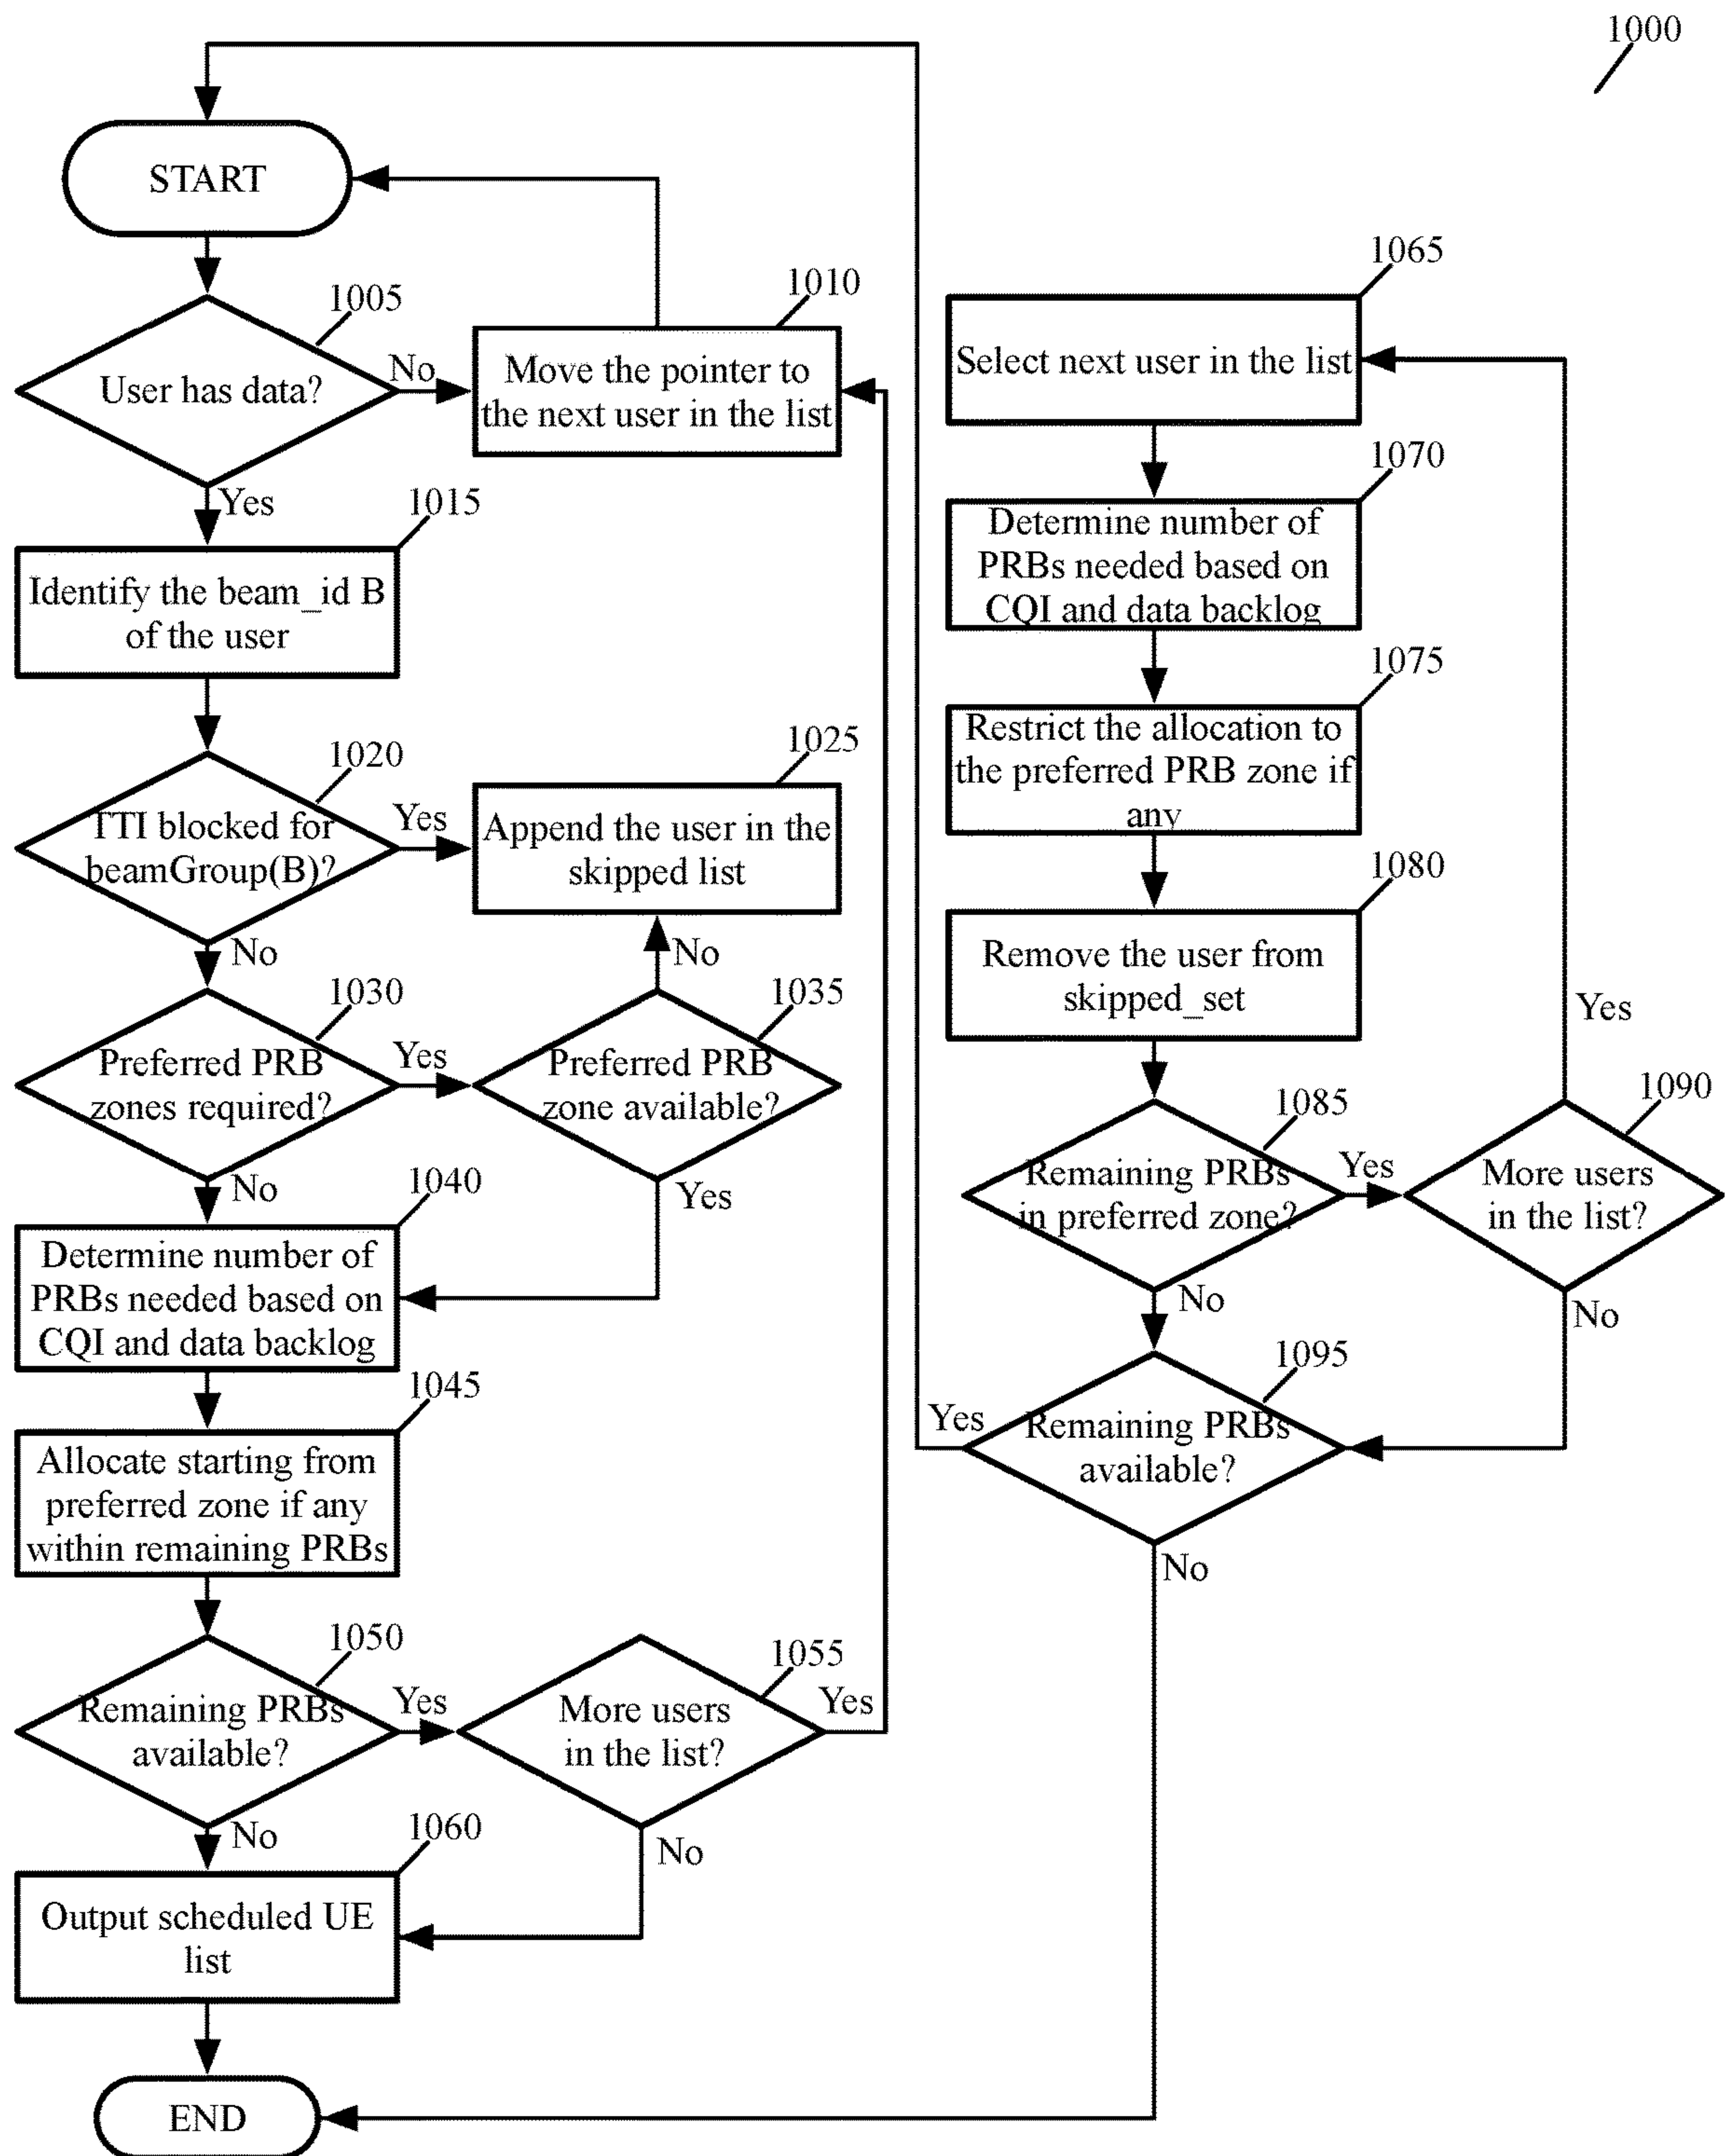 1000
START
1005
User has data?
No
1010
Move the pointer to
the next user in the list
Yes
1015
Identify the beam_id B
of the user
1020
TTI blocked for
beamGroup(B)?
Yes
1025
Append the user in the
skipped list
No
No
1030
Preferred PRB
zones required?
Yes
1035
Preferred PRB
zone available?
No
Yes
1040
Determine number of
PRBs needed based on
CQI and data backlog
1045
Allocate starting from
preferred zone if any
within remaining PRBs
1050
Remaining PRBs
available?
Yes
1055
More users
in the list?
Yes
No
No
1060
Output scheduled UE
list
END
1065
Select next user in the list
1070
Determine number of
PRBs needed based on
CQI and data backlog
1075
Restrict the allocation to
the preferred PRB zone if
any
1080
Remove the user from
skipped_set
Yes
1085
Remaining PRBs
in preferred zone?
Yes
1090
More users
in the list?
No
No
1095
Remaining PRBs
available?
Yes
No